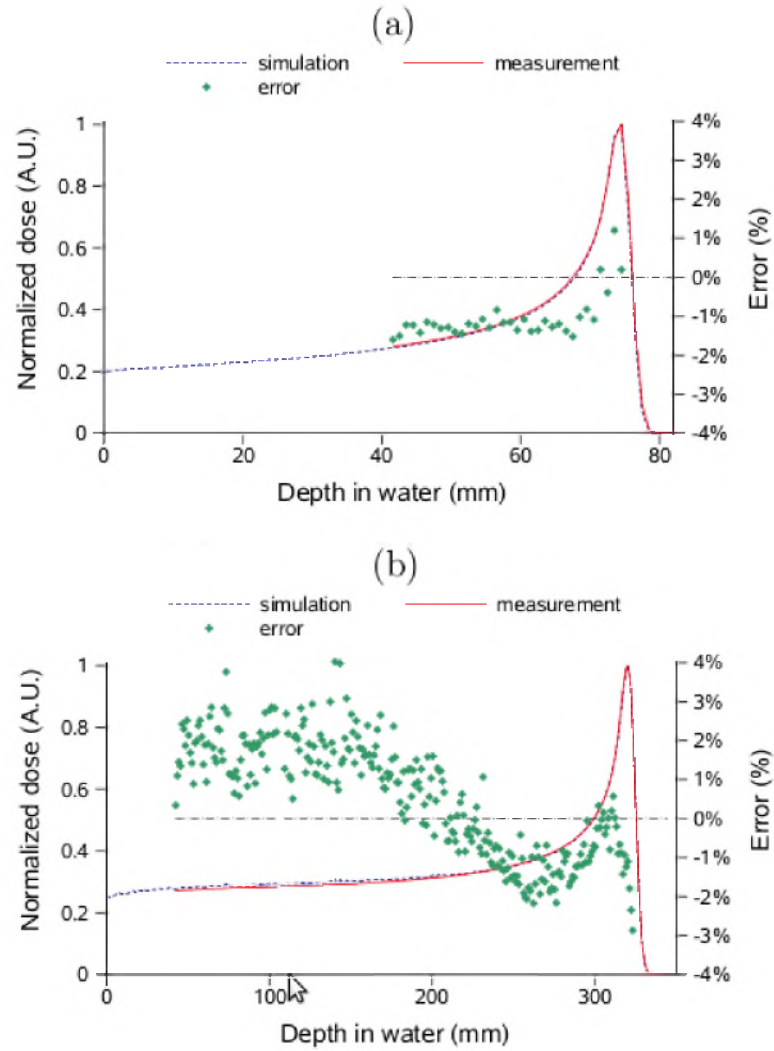 (a)
simulation measurement
error
1 4%
3%
0.8 2%
0.6 1%
0%
0.4 -1%
-2%
0.2 -3%
0 -4%
0 20 40 60 80
Normalized dose (A.U.)
Error (%)
Depth in water (mm)
(b)
simulation measurement
error
1 4%
3%
0.8 2%
0.6 1%
0%
0.4 -1%
-2%
0.2 -3%
0 -4%
0 100 200 300
Normalized dose (A.U.)
Error (%)
Depth in water (mm)